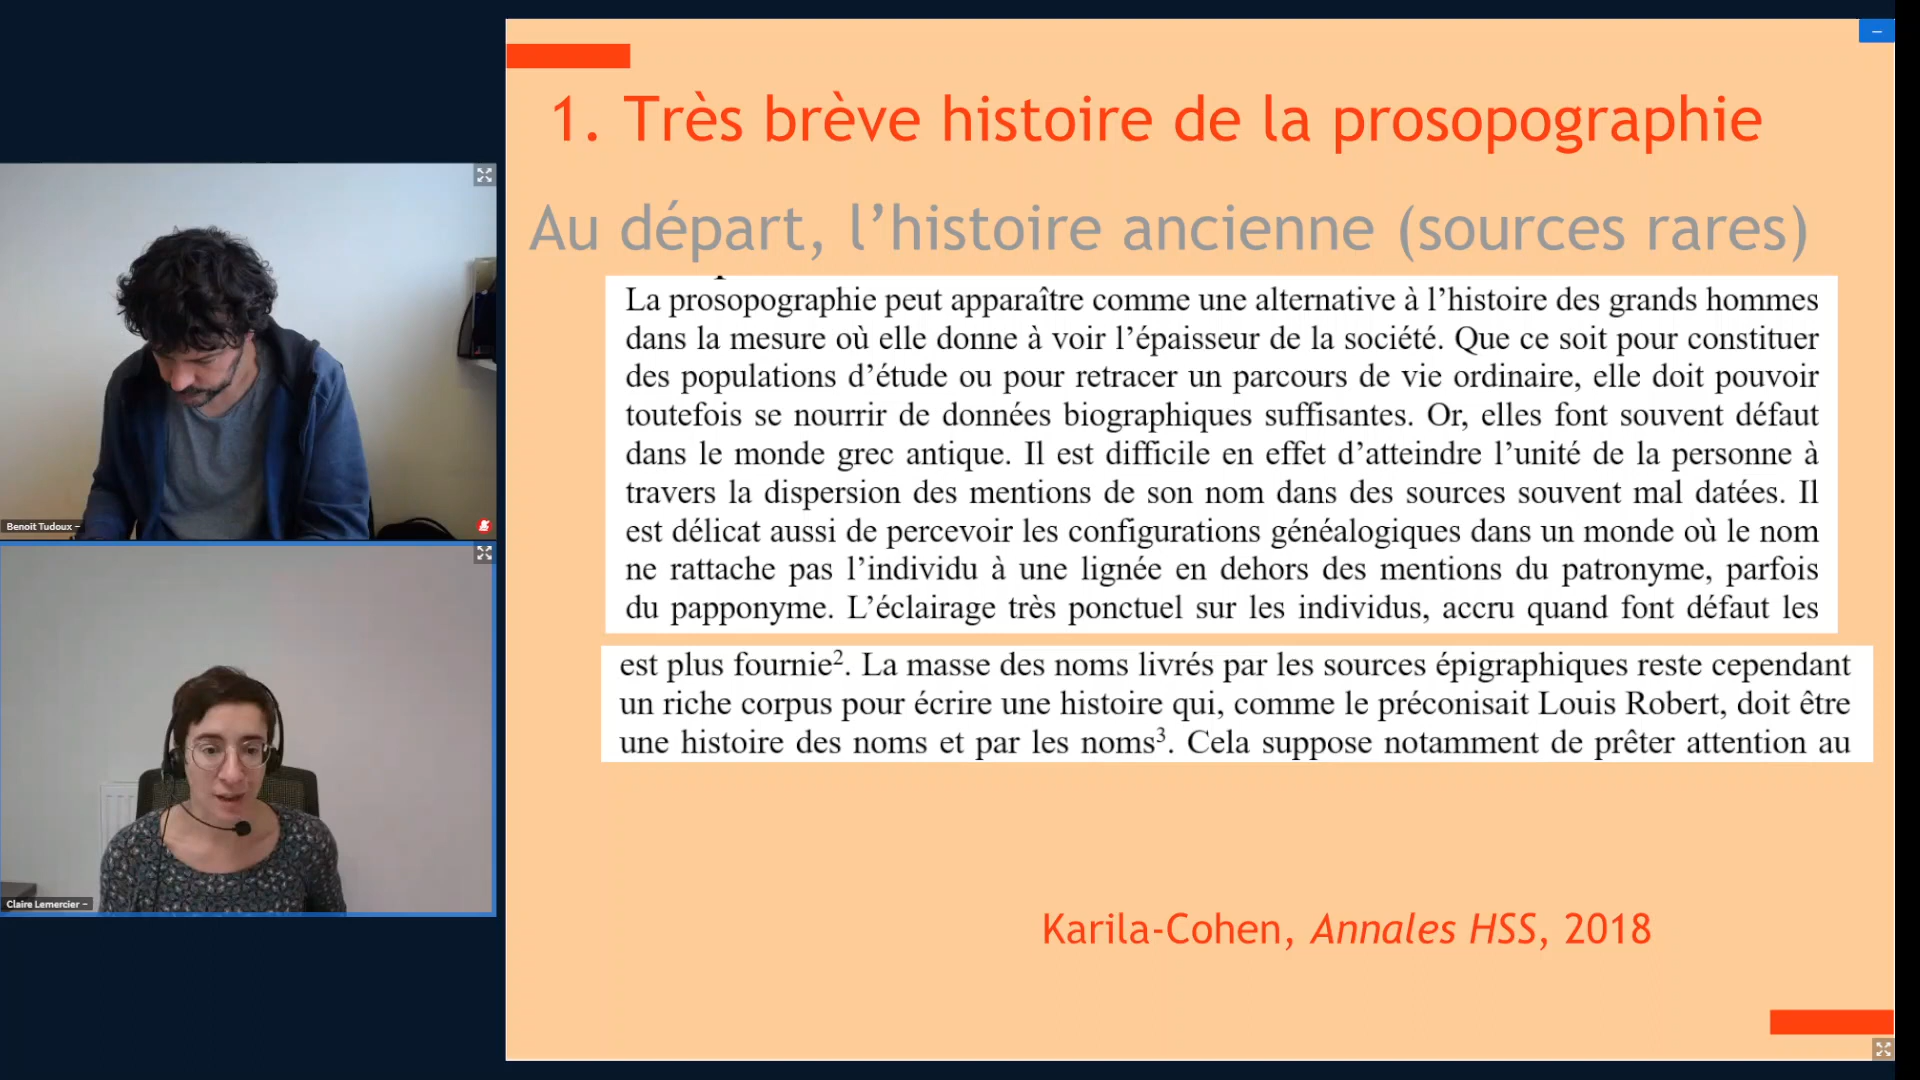 1. Très brève histoire de la prosopographie
Au départ, l’histoire ancienne (sources rares)
La prosopographie peut apparaître comme une alternative à l’histoire des grands hommes
dans la mesure où elle donne à voir l’épaisseur de la société. Que ce soit pour constituer
des populations d’étude ou pour retracer un parcours de vie ordinaire, elle doit pouvoir
toutefois se nourrir de données biographiques suffisantes. Or, elles font souvent défaut
dans le monde grec antique. Il est difficile en effet d’atteindre l’unité de la personne à
travers la dispersion des mentions de son nom dans des sources souvent mal datées. Il
est délicat aussi de percevoir les configurations généalogiques dans un monde où le nom
ne rattache pas l’individu à une lignée en dehors des mentions du patronyme, parfois
du papponyme. L’éclairage très ponctuel sur les individus, accru quand font défaut les
est plus fournie². La masse des noms livrés par les sources épigraphiques reste cependant
un riche corpus pour écrire une histoire qui, comme le préconisait Louis Robert, doit être
une histoire des noms et par les noms³. Cela suppose notamment de prêter attention au
Karila-Cohen, Annales HSS, 2018
Benoit Tudoux
Claire Lemercier